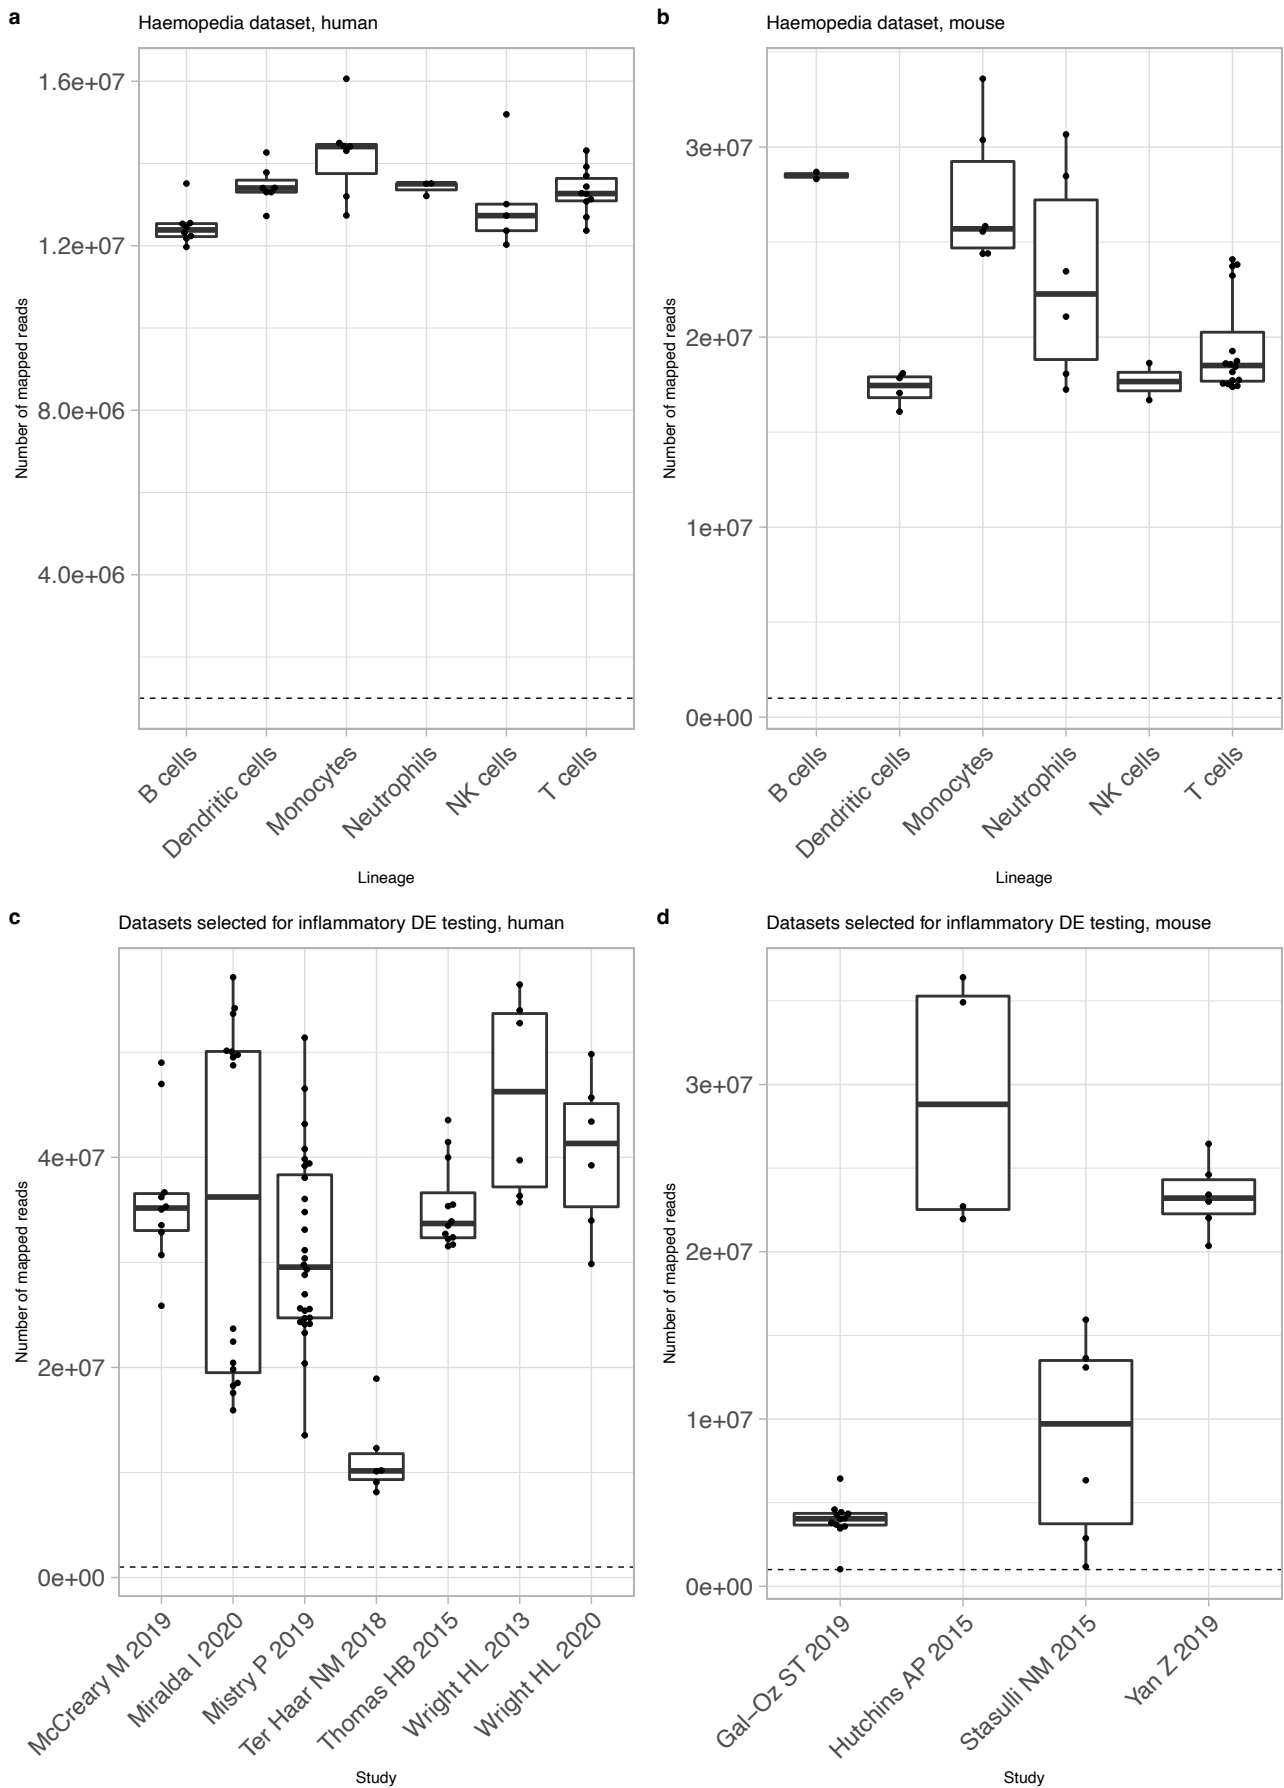 a
Haemopedia dataset, human
1.6e+07
1.2e+07
8.0e+06
4.0e+06
Number of mapped reads
B cells
Dendritic cells
Monocytes
Neutrophils
NK cells
T cells
Lineage
b
Haemopedia dataset, mouse
3e+07
2e+07
1e+07
0e+00
Number of mapped reads
B cells
Dendritic cells
Monocytes
Neutrophils
NK cells
T cells
Lineage
c
Datasets selected for inflammatory DE testing, human
4e+07
2e+07
0e+00
Number of mapped reads
McCreary M 2019
Miralda I 2020
Mistry P 2019
Ter Haar NM 2018
Thomas HB 2015
Wright HL 2013
Wright HL 2020
Study
d
Datasets selected for inflammatory DE testing, mouse
3e+07
2e+07
1e+07
0e+00
Number of mapped reads
Gal−Oz ST 2019
Hutchins AP 2015
Stasulli NM 2015
Yan Z 2019
Study